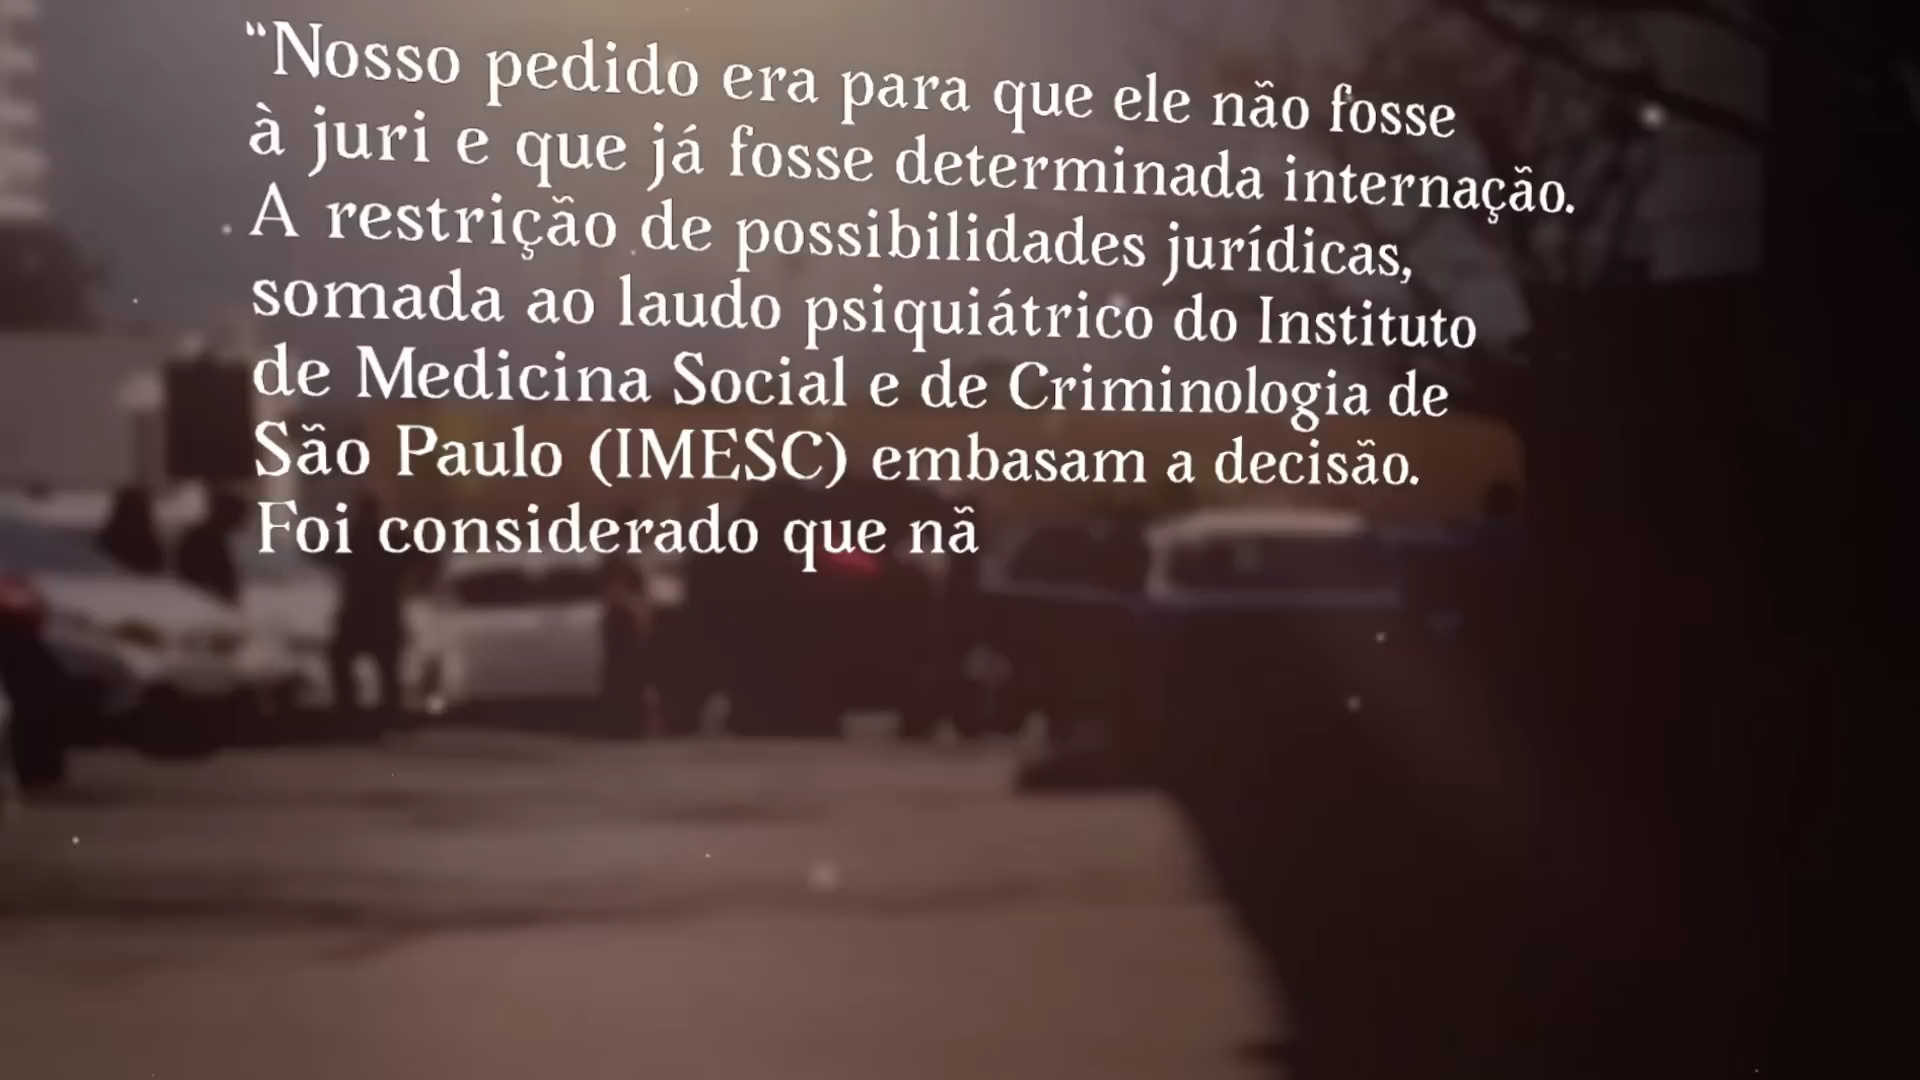 “Nosso pedido era para que ele não fosse
à juri e que já fosse determinada internação.
A restrição de possibilidades jurídicas,
somada ao laudo psiquiátrico do Instituto
de Medicina Social e de Criminologia de
São Paulo (IMESC) embasam a decisão.
Foi considerado que nã